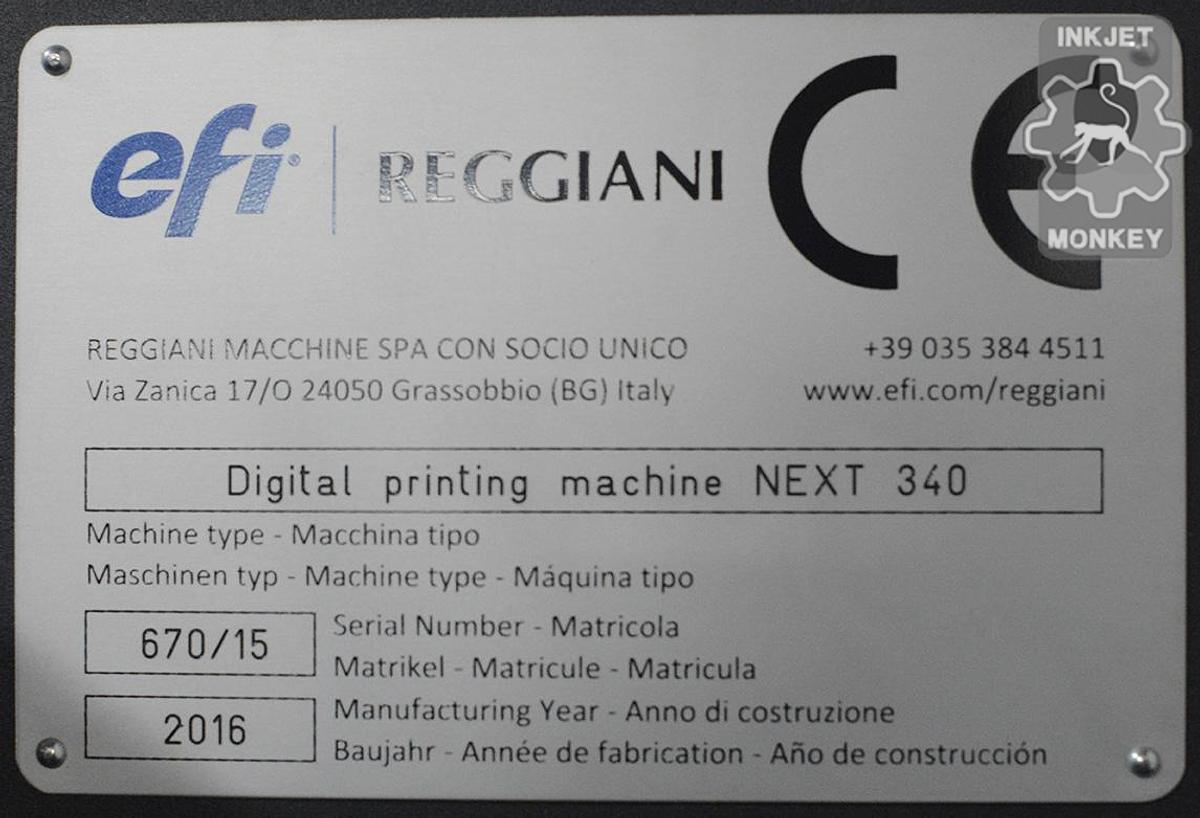 INKJET
MONKEY
efi REGGIANI CE
REGGIANI MACCHINE SPA CON SOCIO UNICO
+39 035 384 4511
Via Zanica 17/O 24050 Grassobbio (BG) Italy
www.efi.com/reggiani
Digital printing machine NEXT 340
Machine type - Macchina tipo
Maschinen typ - Machine type - Máquina tipo
670/15
Serial Number - Matricola
Matrikel - Matricule - Matricula
2016
Manufacturing Year - Anno di costruzione
Baujahr - Année de fabrication - Año de construcción